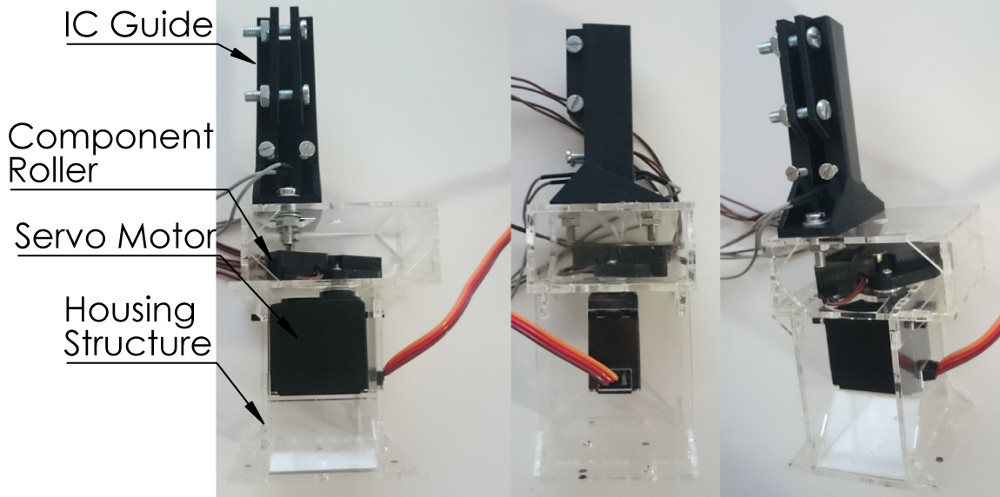 IC Guide
Component
Roller
Servo Motor
Housing
Structure